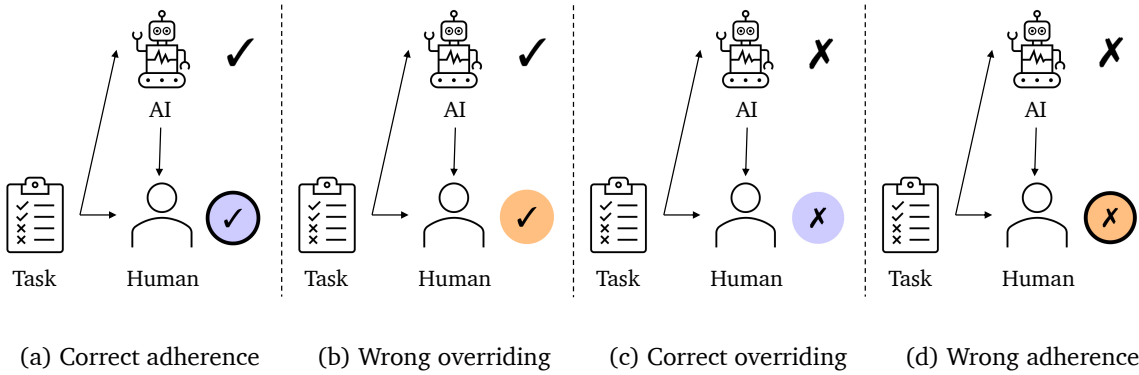 AI
Task
Human
(a) Correct adherence
AI
Task
Human
(b) Wrong overriding
AI
Task
Human
(c) Correct overriding
AI
Task
Human
(d) Wrong adherence